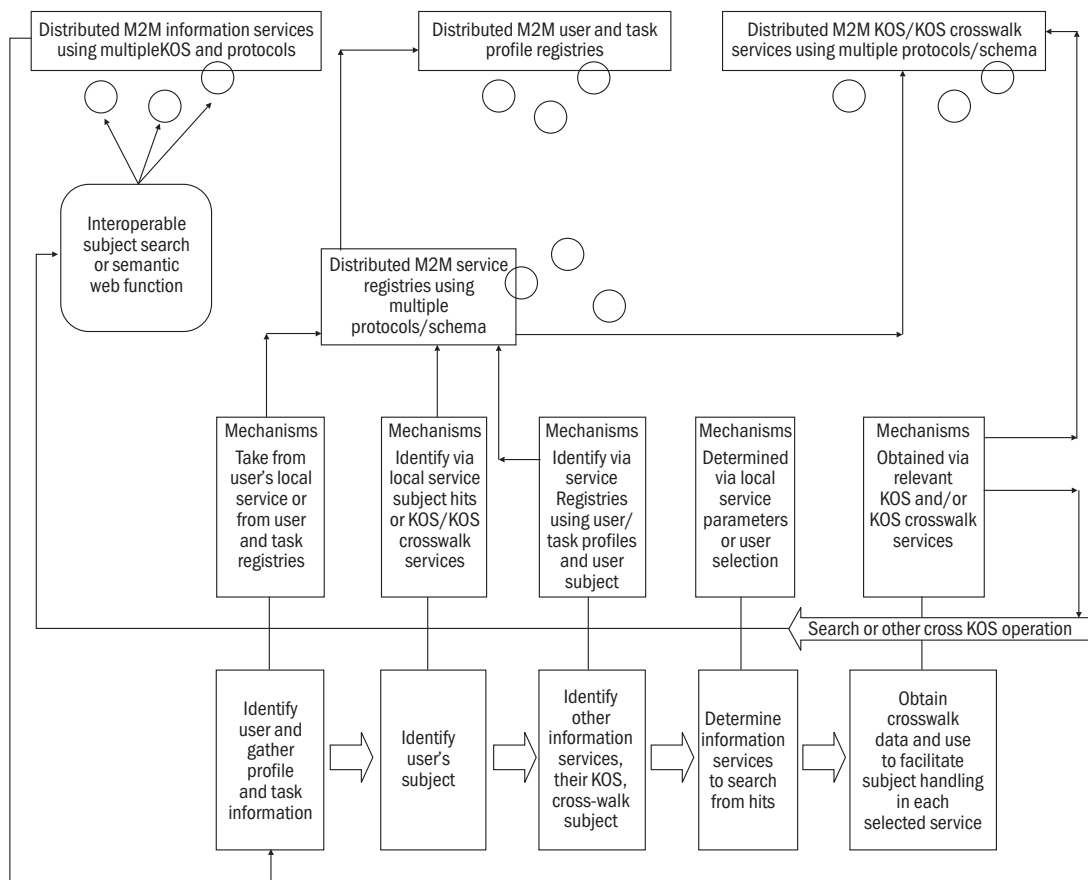 Distributed M2M information services
using multipleKOS and protocols
Distributed M2M user and task
profile registries
Distributed M2M KOS/KOS crosswalk
services using multiple protocols/schema
Interoperable
subject search
or semantic
web function
Distributed M2M service
registries using
multiple
protocols/schema
Mechanisms
Take from
user's local
service or
from user
and task
registries
Mechanisms
Identify via
local service
subject hits
or KOS/KOS
crosswalk
services
Mechanisms
Identify via
service
Registries
using user/
task profiles
and user
subject
Mechanisms
Determined
via local
service
parameters
or user
selection
Mechanisms
Obtained via
relevant
KOS and/or
KOS crosswalk
services
Search or other cross KOS operation
Identify
user and
gather
profile
and task
information
Identify
user's
subject
Identify
other
information
services,
their KOS,
cross-walk
subject
Determine
information
services
to search
from hits
Obtain
crosswalk
data and use
to facilitate
subject handling
in each
selected service